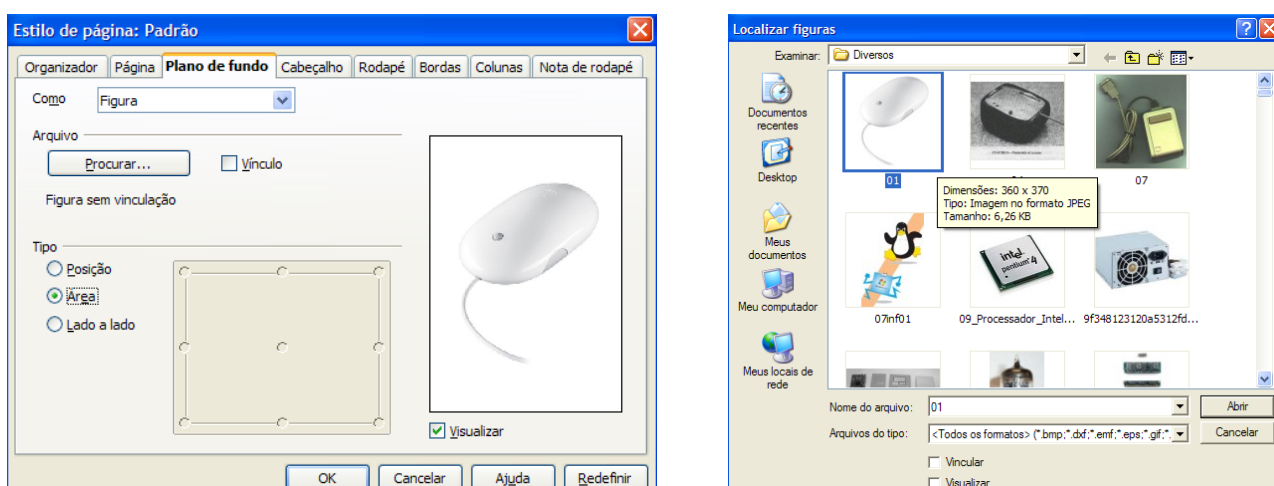 Estilo de página: Padrão
Organizador Página Plano de fundo Cabeçalho Rodapé Bordas Colunas Nota de rodapé
Como Figura
Arquivo
Procurar... Vínculo
Figura sem vinculação
Tipo
Posição
Área
Lado a lado
Visualizar
OK Cancelar Ajuda Redefinir
Localizar figuras
Examinar: Diversos
Documentos
recentes
Desktop
Meus
documentos
Meu computador
Meus locais de
rede
01
07
Dimensões: 360 x 370
Tipo: Imagem no formato JPEG
Tamanho: 6,26 KB
intel
pentium 4
07inf01 09_Processador_Intel... 9f348123120a5312fd...
Nome do arquivo: 01 Abrir
Arquivos do tipo: <Todos os formatos> (*.bmp;*.dxf;*.emf;*.eps;*.gif;*. Cancelar
Vincular
Visualizar